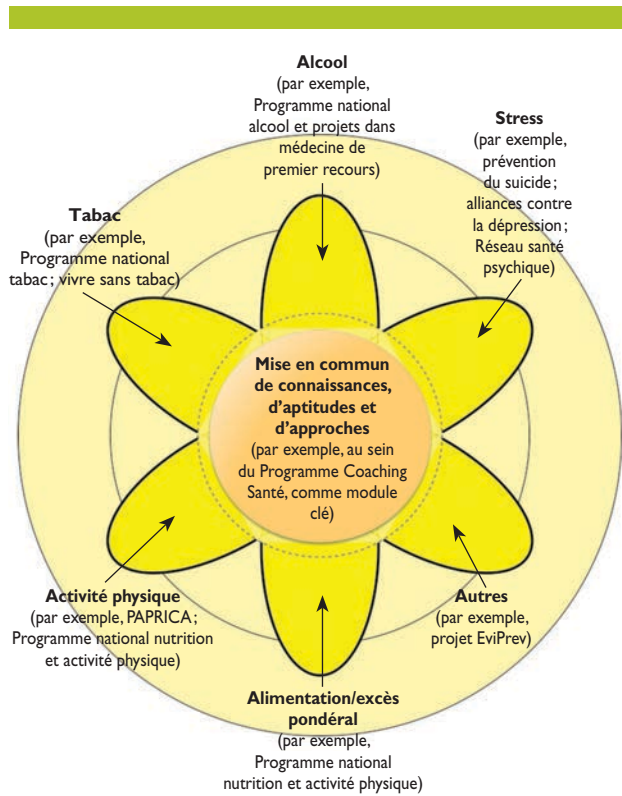 Alcool
(par exemple,
Programme national
alcool et projets dans
médecine de
premier recours)
Stress
(par exemple,
prévention
du suicide;
alliances contre
la dépression;
Réseau santé
psychique)
Tabac
(par exemple,
Programme national
tabac; vivre sans tabac)
Mise en commun
de connaissances,
d'aptitudes et
d'approches
(par exemple, au sein
du Programme Coaching
Santé, comme module
clé)
Activité physique
(par exemple, PAPRICA;
Programme national nutrition
et activité physique)
Autres
(par exemple,
projet EviPrev)
Alimentation/excès
pondéral
(par exemple,
Programme national
nutrition et activité physique)